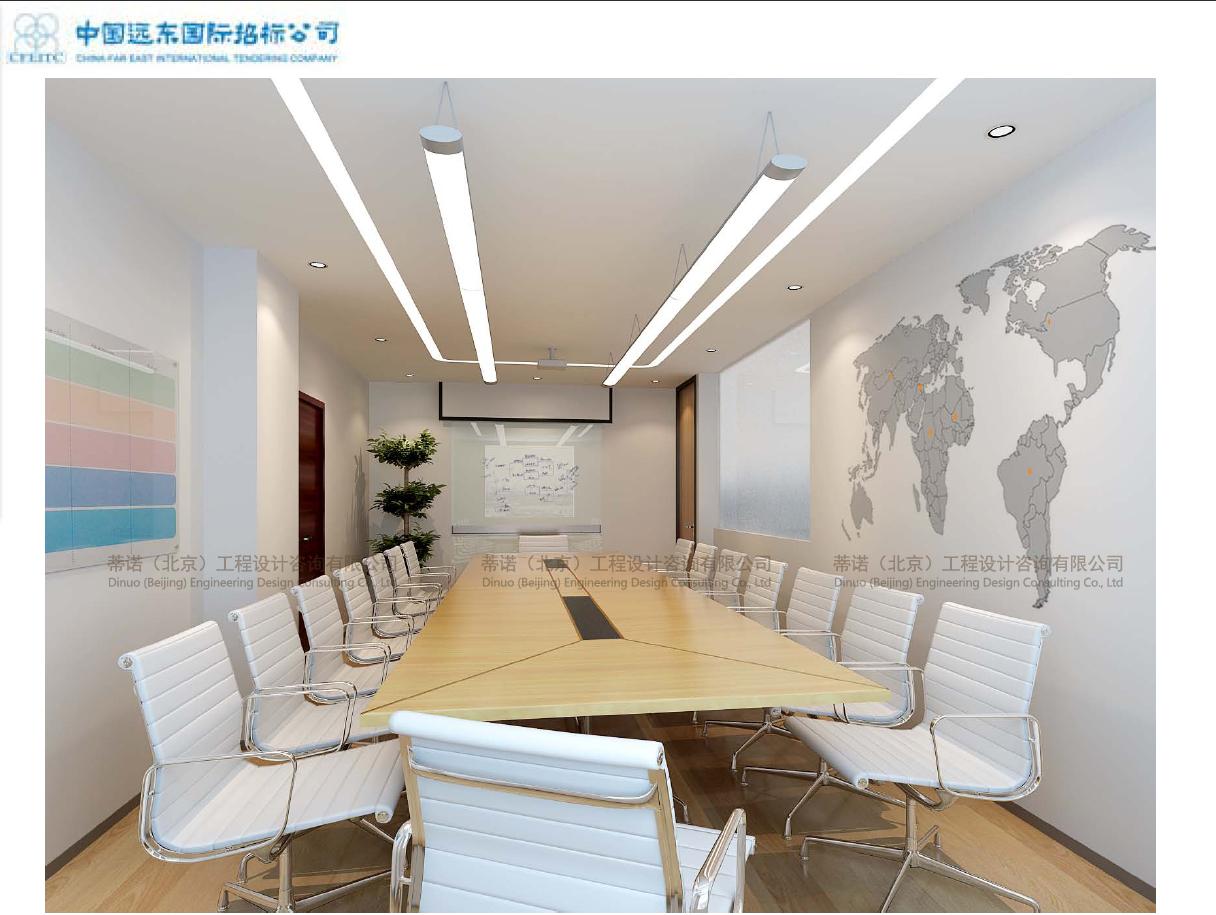 中国远东国际招标公司
CFEITC
CHINA FAR EAST INTERNATIONAL TENDERING COMPANY
蒂诺（北京）工程设计咨询有限公司 蒂诺（北京）工程设计咨询有限公司 蒂诺（北京）工程设计咨询有限公司
Dinuo (Beijing) Engineering Design Consulting Co., Ltd Dinuo (Beijing) Engineering Design Consulting Co., Ltd Dinuo (Beijing) Engineering Design Consulting Co., Ltd